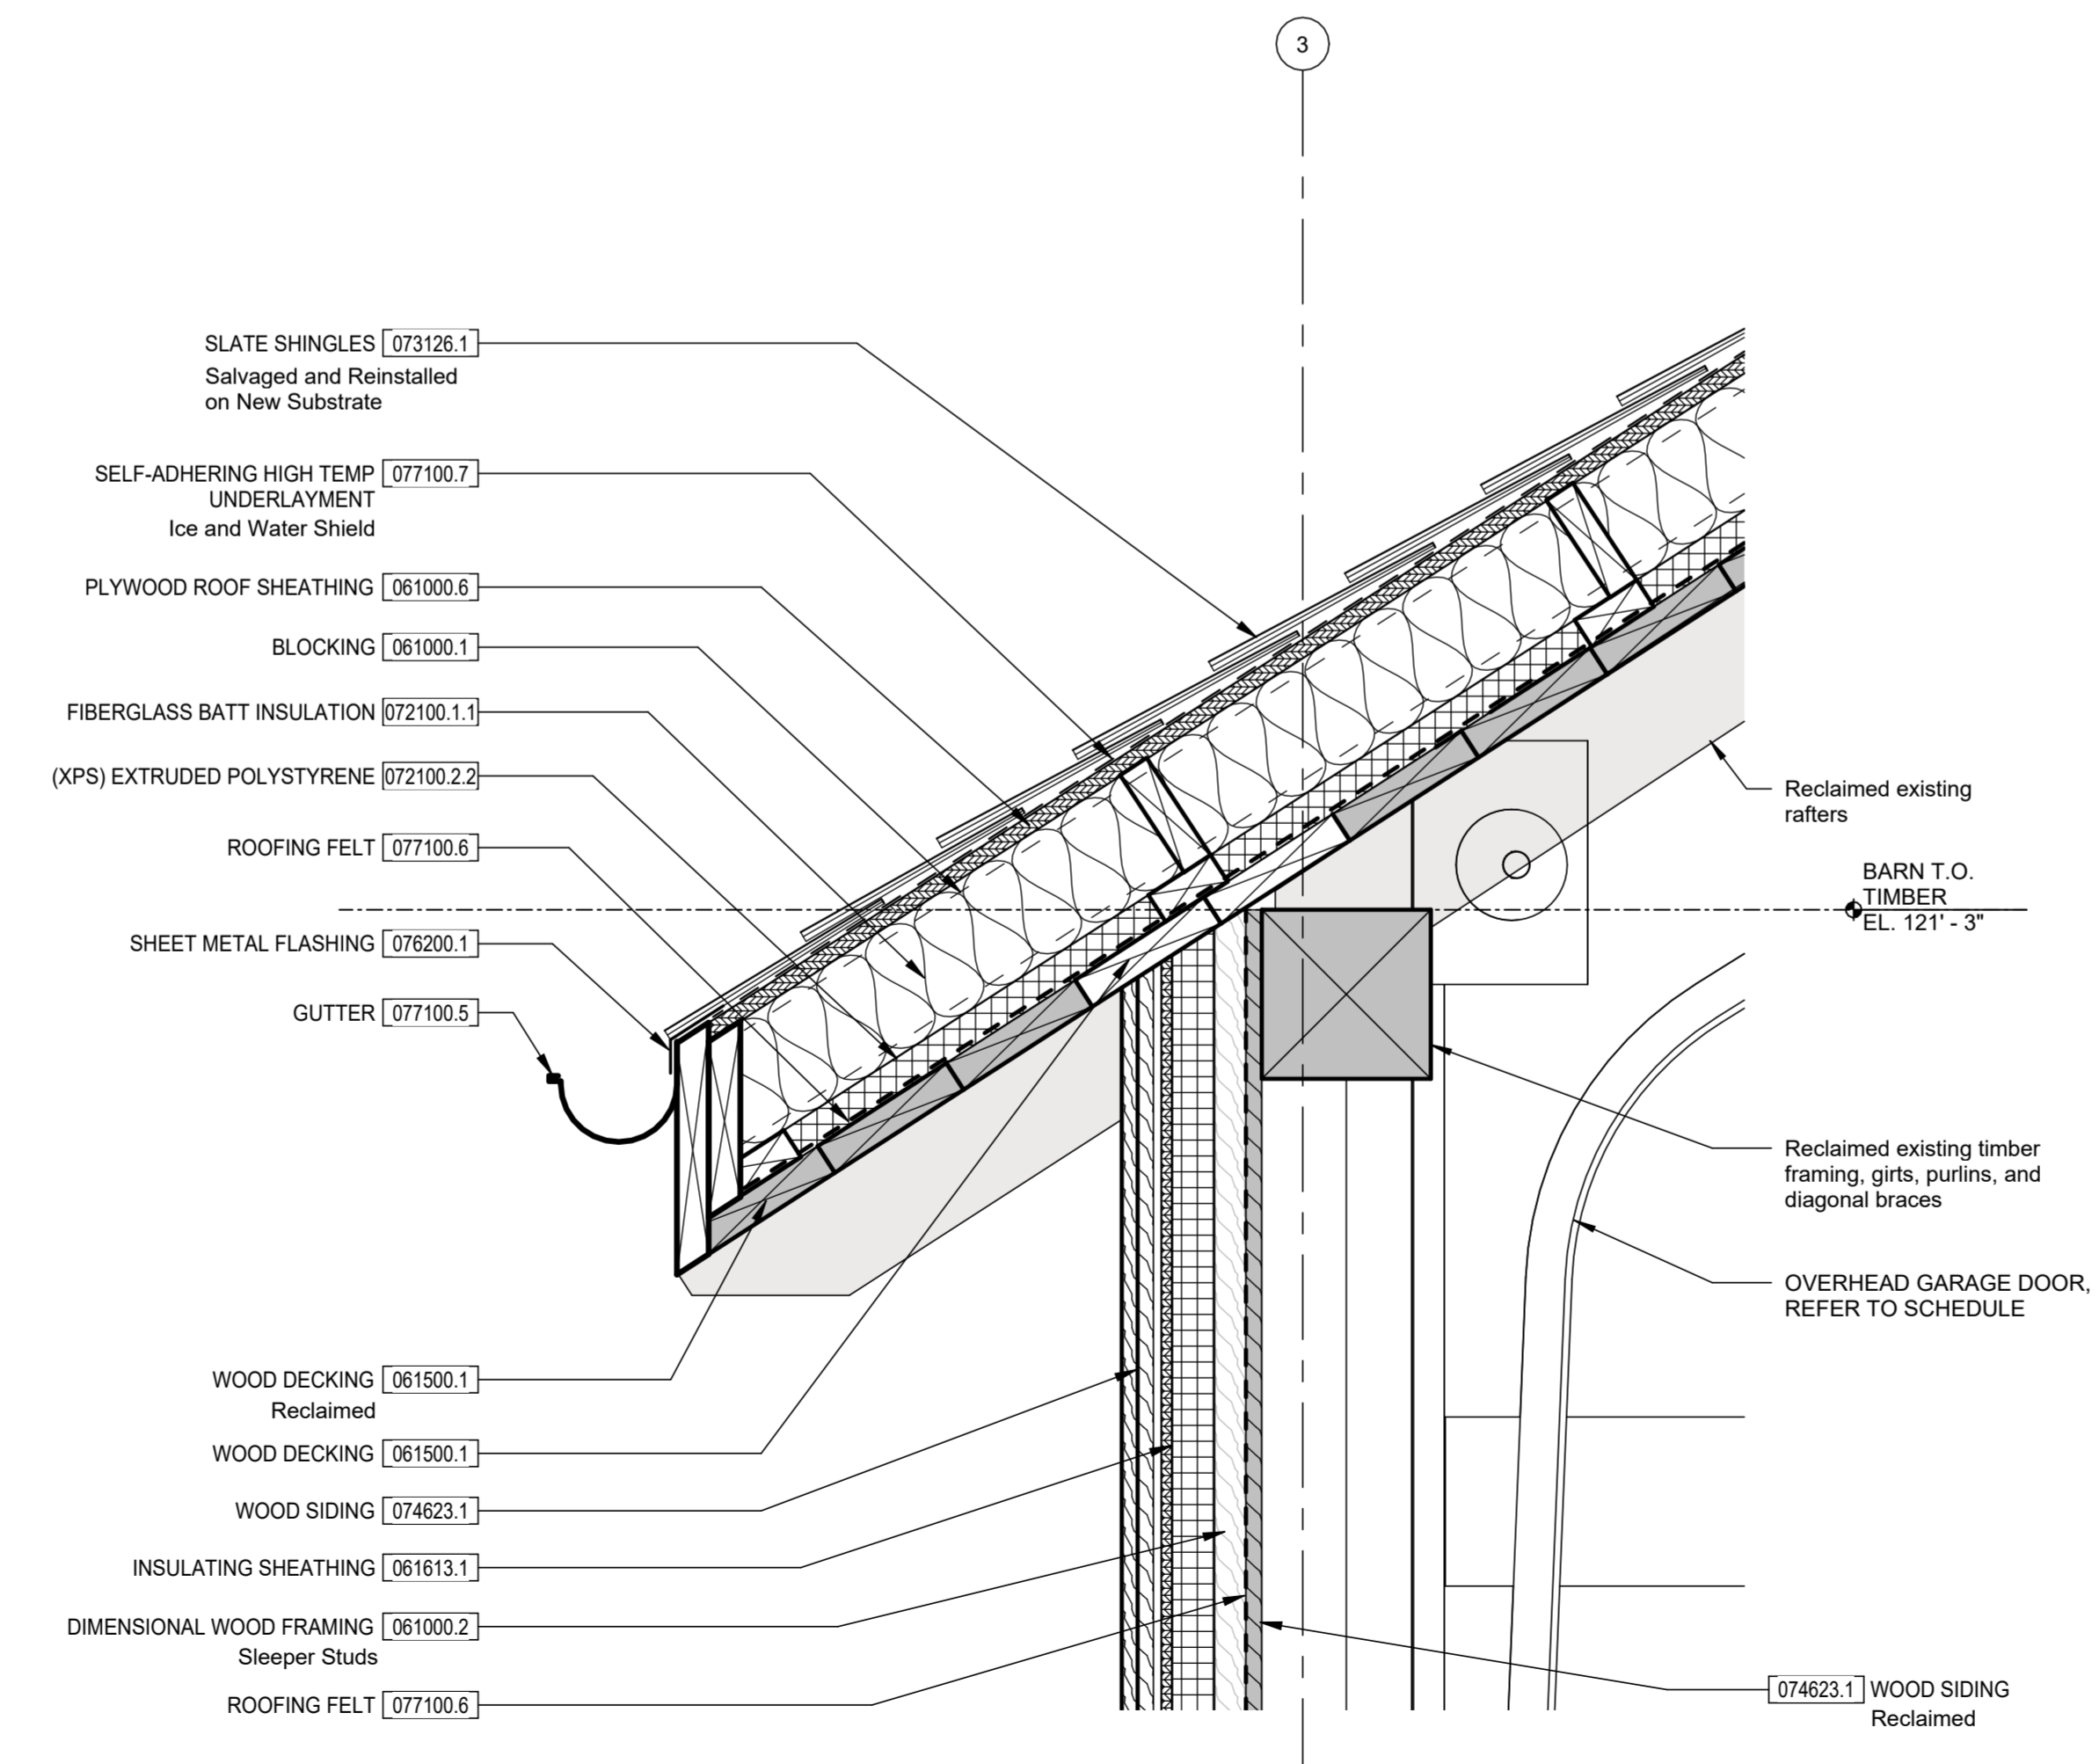 3
SLATE SHINGLES 073126.1
Salvaged and Reinstalled
on New Substrate
SELF-ADHERING HIGH TEMP 077100.7
UNDERLAYMENT
Ice and Water Shield
PLYWOOD ROOF SHEATHING 061000.6
BLOCKING 061000.1
FIBERGLASS BATT INSULATION 072100.1.1
(XPS) EXTRUDED POLYSTYRENE 072100.2.2
ROOFING FELT 077100.6
SHEET METAL FLASHING 076200.1
GUTTER 077100.5
WOOD DECKING 061500.1
Reclaimed
WOOD DECKING 061500.1
WOOD SIDING 074623.1
INSULATING SHEATHING 061613.1
DIMENSIONAL WOOD FRAMING 061000.2
Sleeper Studs
ROOFING FELT 077100.6
Reclaimed existing
rafters
BARN T.O.
TIMBER
EL. 121' - 3"
Reclaimed existing timber
framing, girts, purlins, and
diagonal braces
OVERHEAD GARAGE DOOR,
REFER TO SCHEDULE
074623.1 WOOD SIDING
Reclaimed